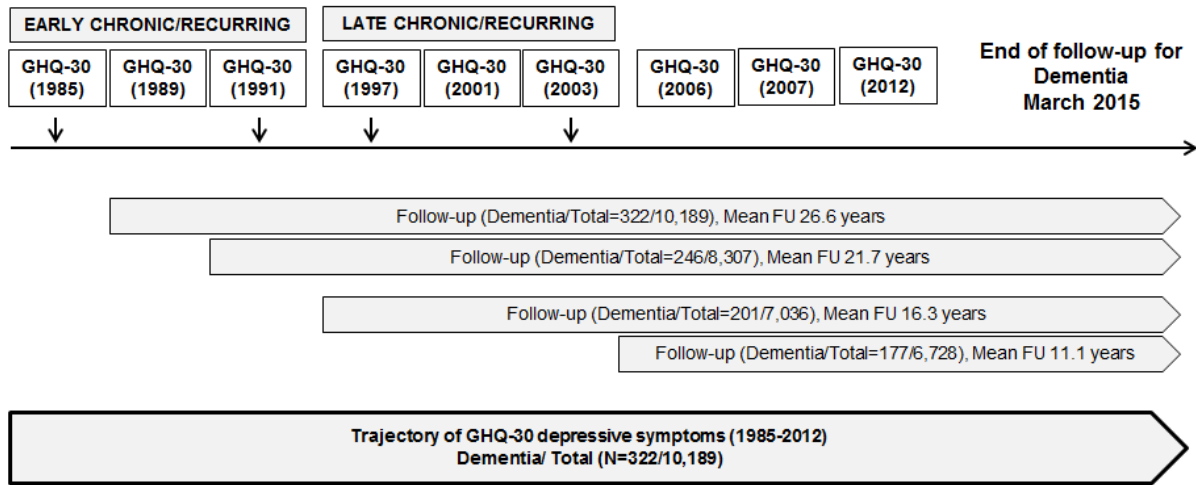 EARLY CHRONIC/RECURRING
LATE CHRONIC/RECURRING
GHQ-30
(1985)
GHQ-30
(1989)
GHQ-30
(1991)
GHQ-30
(1997)
GHQ-30
(2001)
GHQ-30
(2003)
GHQ-30
(2006)
GHQ-30
(2007)
GHQ-30
(2012)
End of follow-up for
Dementia
March 2015
Follow-up (Dementia/Total=322/10,189), Mean FU 26.6 years
Follow-up (Dementia/Total=246/8,307), Mean FU 21.7 years
Follow-up (Dementia/Total=201/7,036), Mean FU 16.3 years
Follow-up (Dementia/Total=177/6,728), Mean FU 11.1 years
Trajectory of GHQ-30 depressive symptoms (1985-2012)
Dementia/ Total (N=322/10,189)